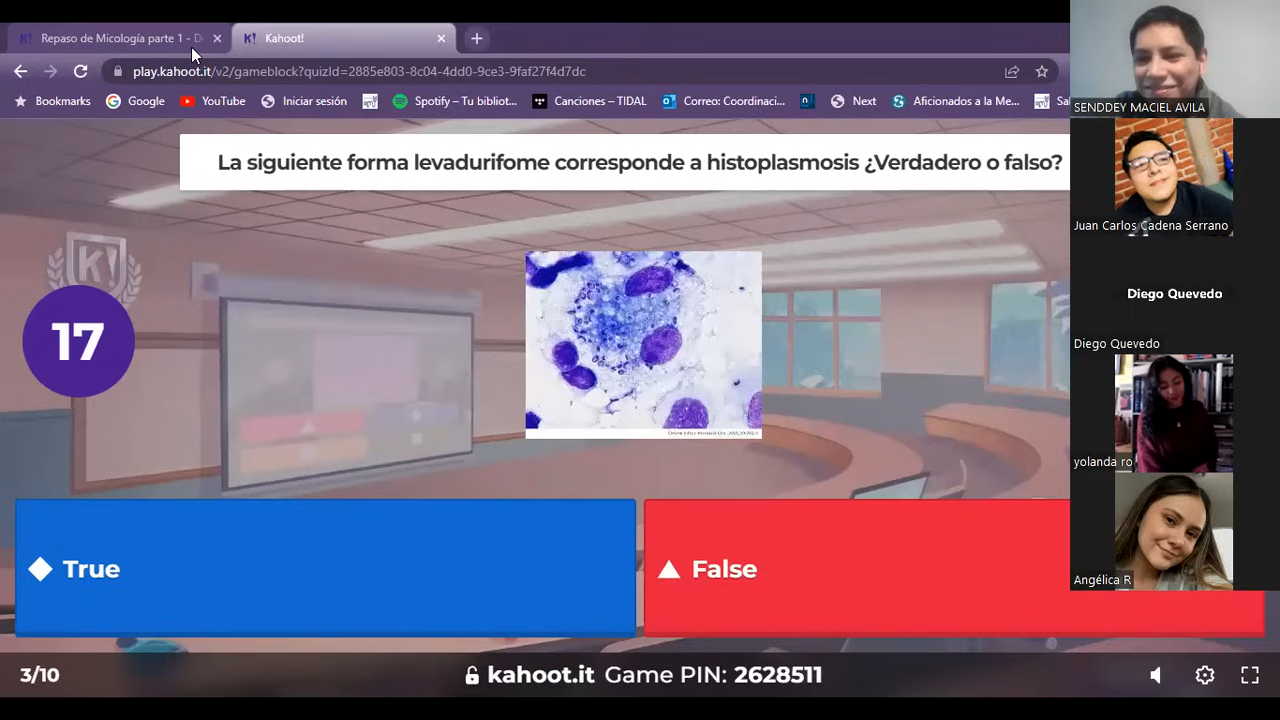 Repaso de Micología parte 1 - D
Kahoot!
play.kahoot.it/v2/gameblock?quizId=2885e803-8c04-4dd0-9ce3-9faf27f4d7dc
Bookmarks
Google
YouTube
Iniciar sesión
Spotify – Tu bibliot...
Canciones – TIDAL
Correo: Coordinaci...
Next
Aficionados a la Me...
Sal
La siguiente forma levadurifome corresponde a histoplasmosis ¿Verdadero o falso?
K!
17
True
False
3/10
kahoot.it Game PIN: 2628511
SENDDEY MACIEL AVILA
Juan Carlos Cadena Serrano
Diego Quevedo
Diego Quevedo
yolanda ro
Angélica R